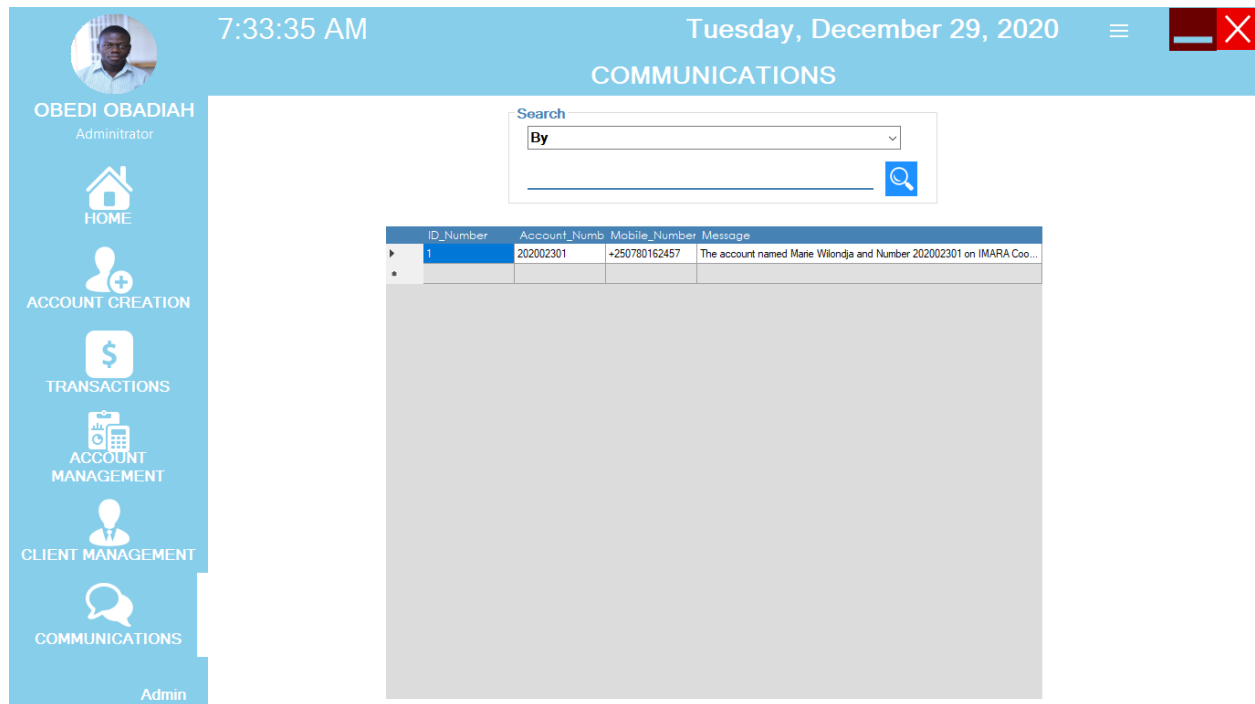 7:33:35 AM
Tuesday, December 29, 2020
COMMUNICATIONS
OBEDI OBADIAH
Adminitrator
HOME
ACCOUNT CREATION
TRANSACTIONS
ACCOUNT
MANAGEMENT
CLIENT MANAGEMENT
COMMUNICATIONS
Admin
Search
By
ID_Number Account_Numb Mobile_Number Message
1 202002301 +250780162457 The account named Marie Wilondja and Number 202002301 on IMARA Coo...